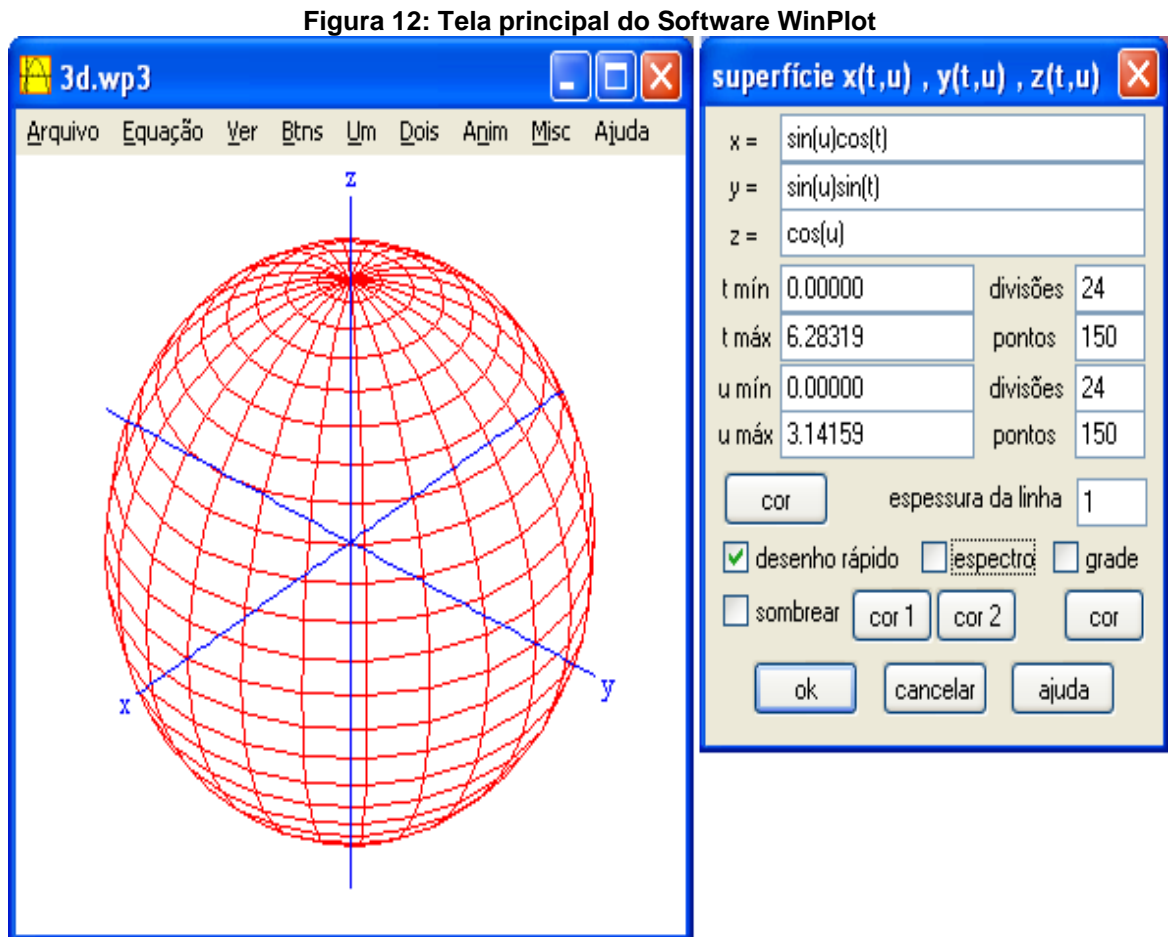 Figura 12: Tela principal do Software WinPlot
3d.wp3
Arquivo Equação Ver Btns Um Dois Anim Misc Ajuda
z
x
y
superfície x(t,u) , y(t,u) , z(t,u)
x = sin(u)cos(t)
y = sin(u)sin(t)
z = cos(u)
t mín 0.00000 divisões 24
t máx 6.28319 pontos 150
u mín 0.00000 divisões 24
u máx 3.14159 pontos 150
cor espessura da linha 1
desenho rápido espectro grade
sombrear cor 1 cor 2 cor
ok cancelar ajuda